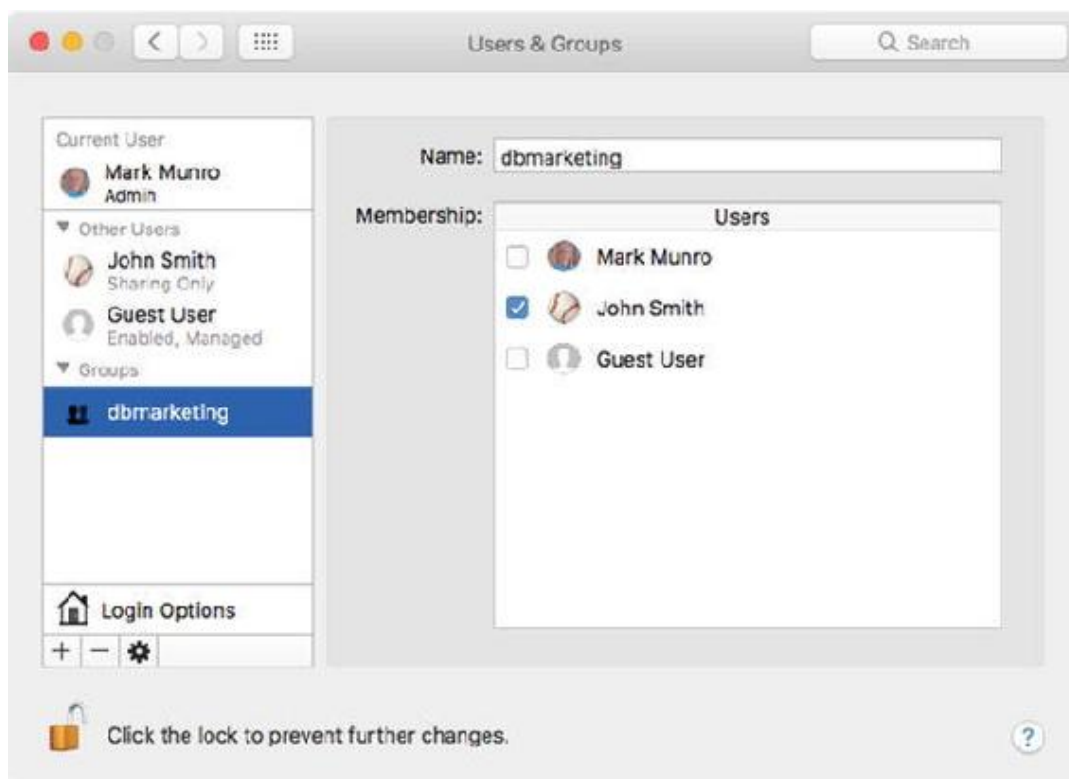 Users & Groups
Search
Current User
Mark Munro
Admin
Other Users
John Smith
Sharing Only
Guest User
Enabled, Managed
Groups
dbmarketing
Login Options
Name: dbmarketing
Membership:
Users
Mark Munro
John Smith
Guest User
Click the lock to prevent further changes.
?